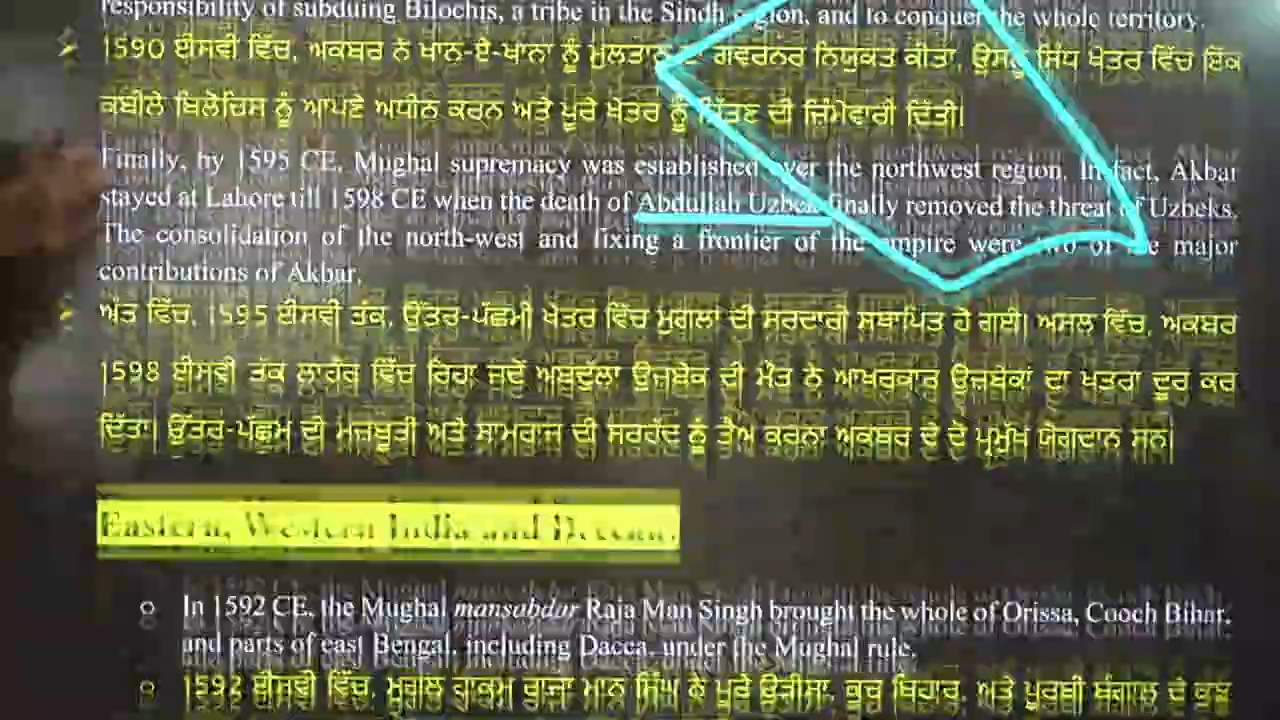 responsibility of subduing Bilochis, a tribe in the Sindh region, and to conquer the whole territory.
1590 ਈਸਵੀ ਵਿੱਚ, ਅਕਬਰ ਨੇ ਖਾਨ-ਏ-ਖਾਨਾ ਨੂੰ ਮੁਲਤਾਨ ਗਵਰਨਰ ਨਿਯੁਕਤ ਕੀਤਾ, ਉਸਨੂੰ ਸਿੰਧ ਖੇਤਰ ਵਿੱਚ ਇੱਕ
ਕਬੀਲੇ ਬਿਲੋਚਿਸ ਨੂੰ ਆਪਣੇ ਅਧੀਨ ਕਰਨ ਅਤੇ ਪੂਰੇ ਖੇਤਰ ਨੂੰ ਜਿੱਤਣ ਦੀ ਜ਼ਿੰਮੇਵਾਰੀ ਦਿੱਤੀ।
Finally, by 1595 CE, Mughal supremacy was established over the northwest region. In fact, Akbar
stayed at Lahore till 1598 CE when the death of Abdullah Uzbek finally removed the threat of Uzbeks.
The consolidation of the north-west and fixing a frontier of the empire were two of the major
contributions of Akbar.
ਅੰਤ ਵਿੱਚ, 1595 ਈਸਵੀ ਤੱਕ, ਉੱਤਰ-ਪੱਛਮੀ ਖੇਤਰ ਵਿੱਚ ਮੁਗਲਾਂ ਦੀ ਸਰਦਾਰੀ ਸਥਾਪਿਤ ਹੋ ਗਈ। ਅਸਲ ਵਿੱਚ, ਅਕਬਰ
1598 ਈਸਵੀ ਤੱਕ ਲਾਹੌਰ ਵਿੱਚ ਰਿਹਾ ਜਦੋਂ ਅਬਦੁੱਲਾ ਉਜ਼ਬੇਕ ਦੀ ਮੌਤ ਨੇ ਆਖਰਕਾਰ ਉਜ਼ਬੇਕਾਂ ਦਾ ਖਤਰਾ ਦੂਰ ਕਰ
ਦਿੱਤਾ। ਉੱਤਰ-ਪੱਛਮ ਦੀ ਮਜ਼ਬੂਤੀ ਅਤੇ ਸਾਮਰਾਜ ਦੀ ਸਰਹੱਦ ਨੂੰ ਤੈਅ ਕਰਨਾ ਅਕਬਰ ਦੇ ਦੋ ਪ੍ਰਮੁੱਖ ਯੋਗਦਾਨ ਸਨ।
Eastern, Western India and Deccan.
In 1592 CE, the Mughal mansabdar Raja Man Singh brought the whole of Orissa, Cooch Bihar,
and parts of east Bengal, including Dacca, under the Mughal rule.
1592 ਈਸਵੀ ਵਿੱਚ, ਮੁਗਲ ਹਾਕਮ ਰਾਜਾ ਮਾਨ ਸਿੰਘ ਨੇ ਪੂਰੇ ਉੜੀਸਾ, ਕੂਚ ਬਿਹਾਰ, ਅਤੇ ਪੂਰਬੀ ਬੰਗਾਲ ਦੇ ਕੁਝ